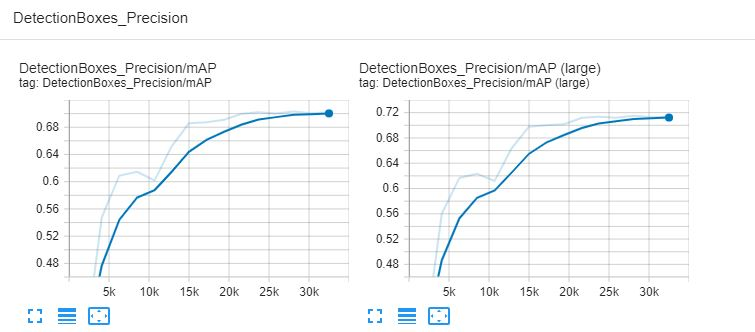 DetectionBoxes_Precision
DetectionBoxes_Precision/mAP
tag: DetectionBoxes_Precision/mAP
0.68
0.64
0.6
0.56
0.52
0.48
5k 10k 15k 20k 25k 30k
DetectionBoxes_Precision/mAP (large)
tag: DetectionBoxes_Precision/mAP (large)
0.72
0.68
0.64
0.6
0.56
0.52
0.48
5k 10k 15k 20k 25k 30k